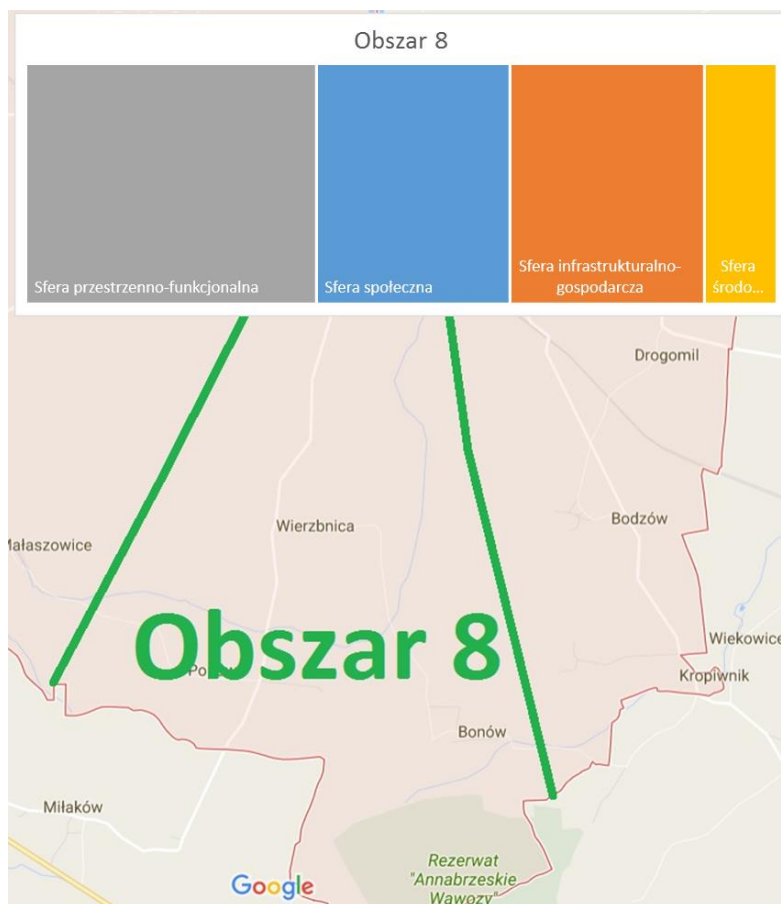 Obszar 8
Sfera przestrzenno-funkcjonalna
Sfera społeczna
Sfera infrastrukturalno-
gospodarcza
Sfera
środo...
Drogomil
Bodzów
Wierzbnica
Małaszowice
Obszar 8
Wiekowice
Kropiwnik
Bonów
Miłaków
Rezerwat
"Annabrzeskie
Wąwozy"
Google